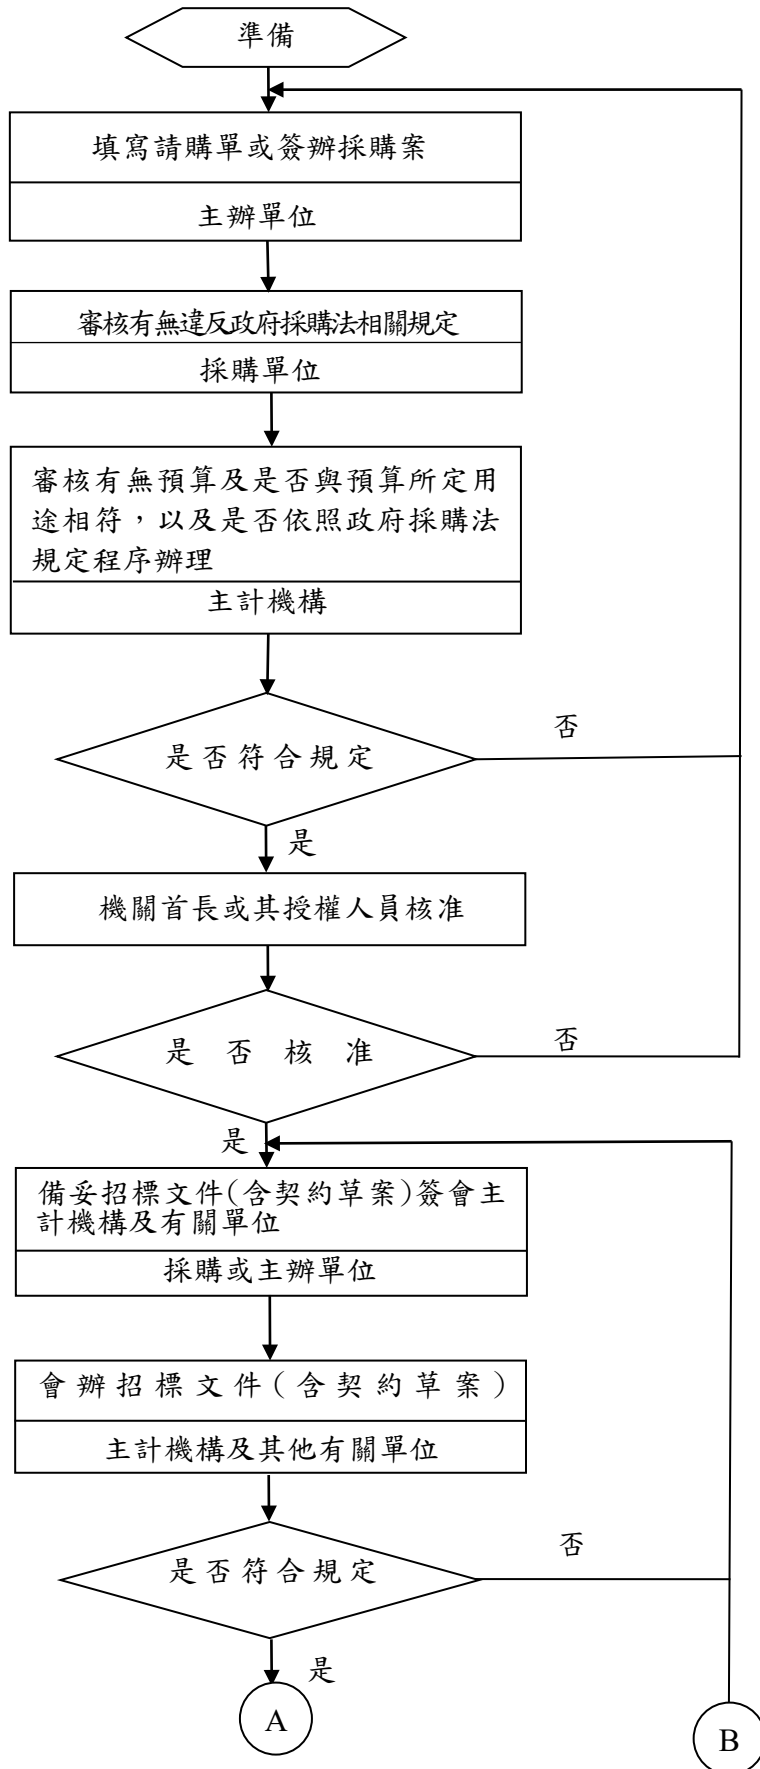 準備
填寫請購單或簽辦採購案
主辦單位
審核有無違反政府採購法相關規定
採購單位
審核有無預算及是否與預算所定用
途相符，以及是否依照政府採購法
規定程序辦理
主計機構
是否符合規定
否
是
機關首長或其授權人員核准
是否核准
否
是
備妥招標文件(含契約草案)簽會主
計機構及有關單位
採購或主辦單位
會辦招標文件(含契約草案)
主計機構及其他有關單位
是否符合規定
否
是
A
B